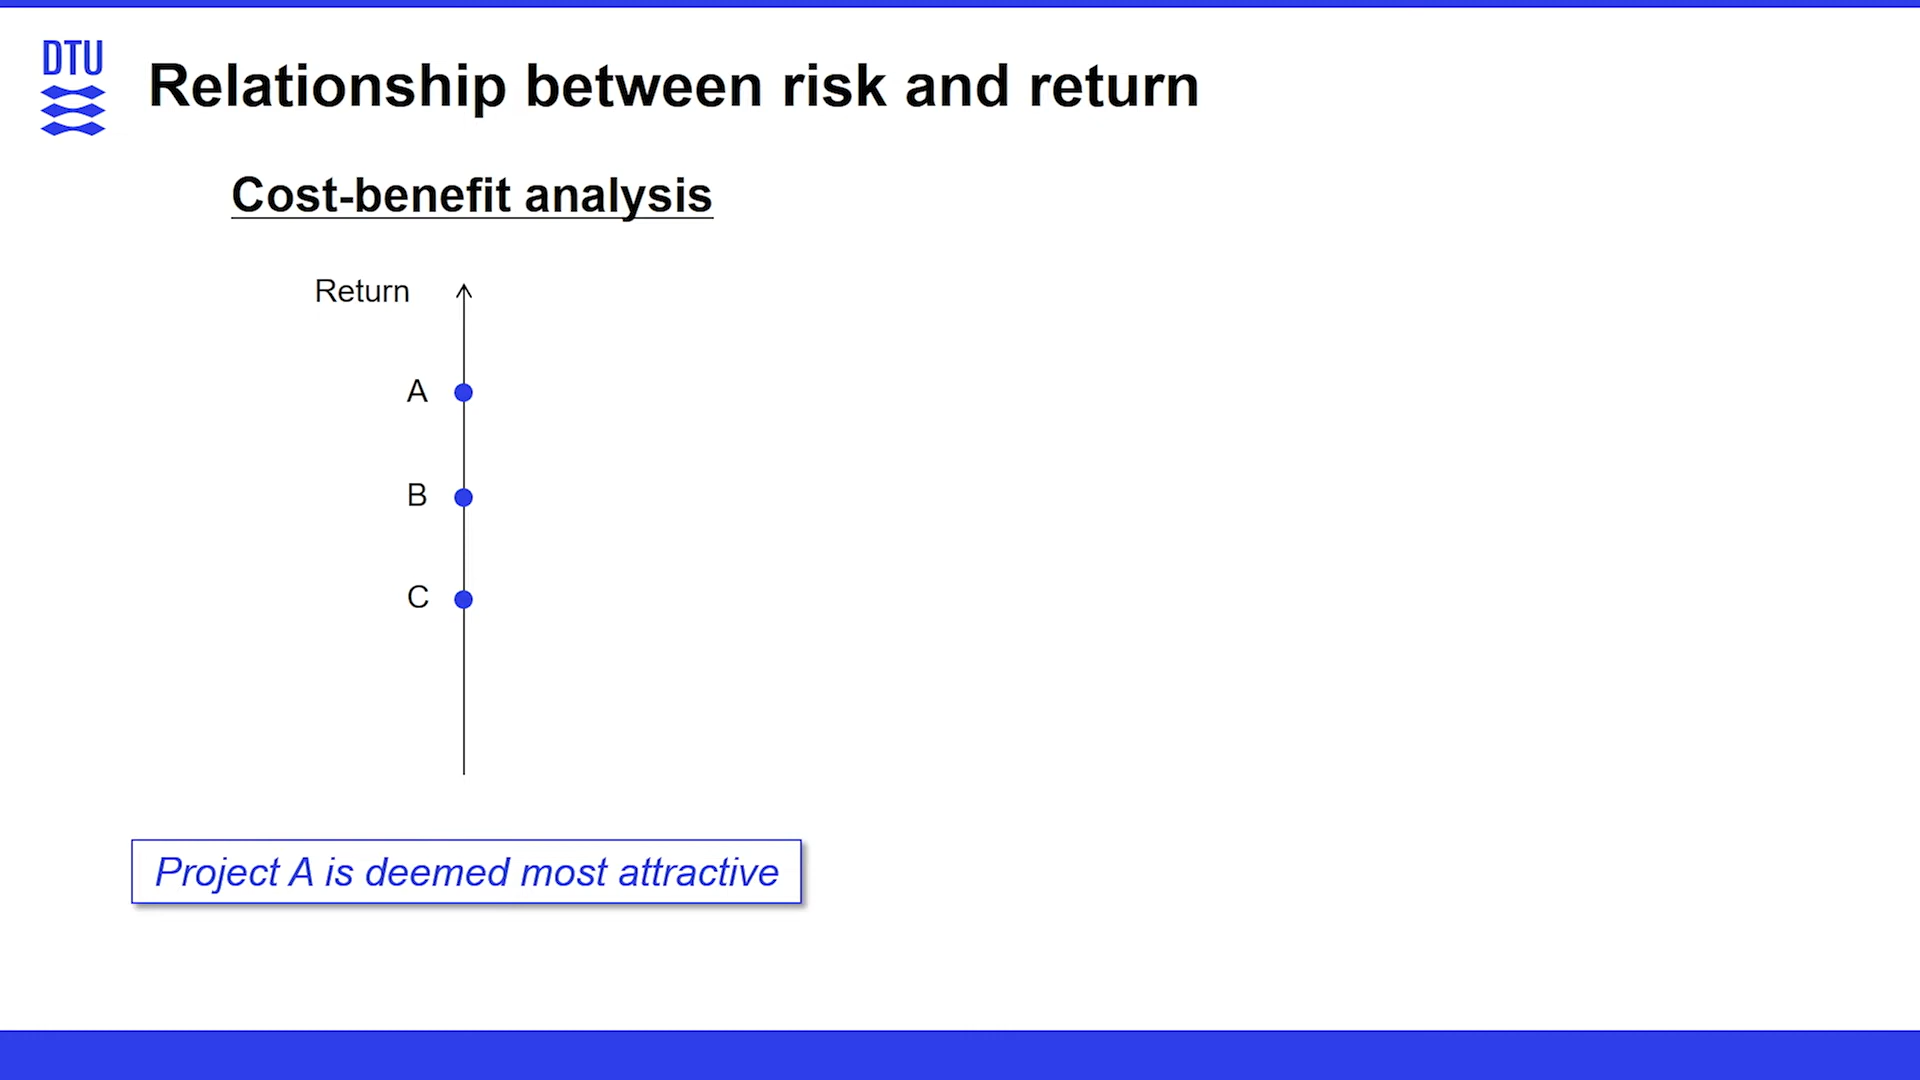 DTU
Relationship between risk and return
Cost-benefit analysis
Return
A
B
C
Project A is deemed most attractive